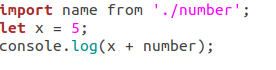 import name from './number';
let x = 5;
console.log(x + number);